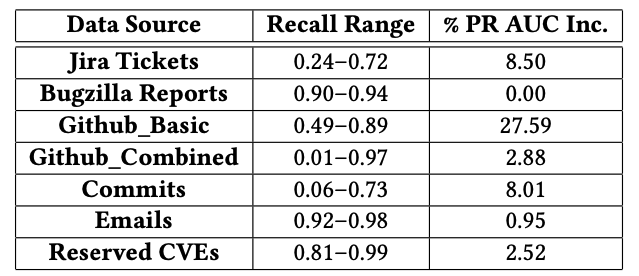 Data Source Recall Range % PR AUC Inc.
Jira Tickets 0.24–0.72 8.50
Bugzilla Reports 0.90–0.94 0.00
Github_Basic 0.49–0.89 27.59
Github_Combined 0.01–0.97 2.88
Commits 0.06–0.73 8.01
Emails 0.92–0.98 0.95
Reserved CVEs 0.81–0.99 2.52